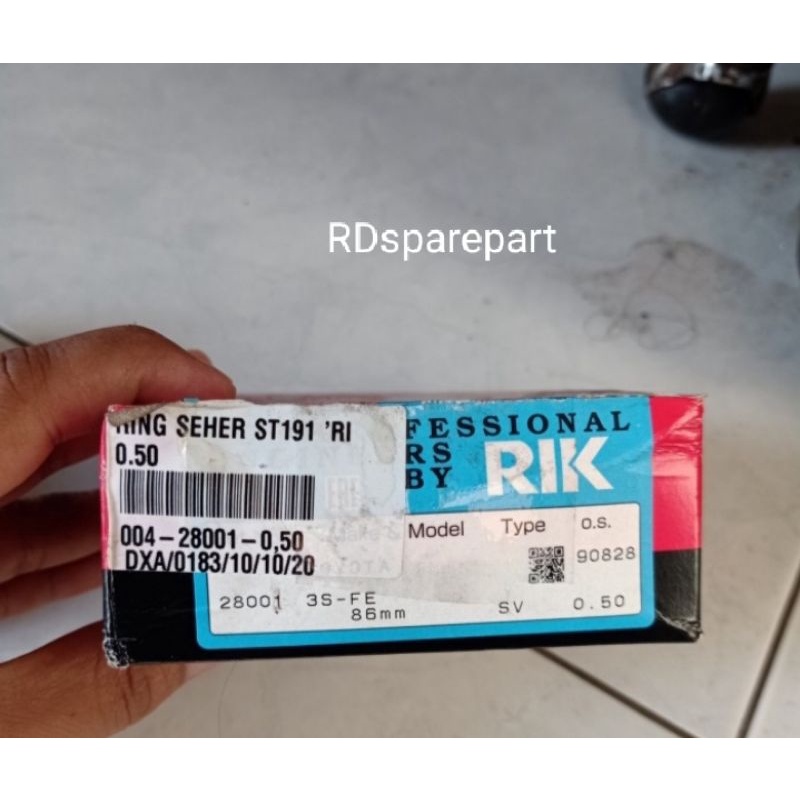 RDsparepart
RING SEHER ST191 'RI
0.50
004-28001-0,50
DXA/0183/10/10/20
FESSIONAL
RS
BY RIK
Model Type o.s.
90828
28001 3S-FE SV 0.50
86mm